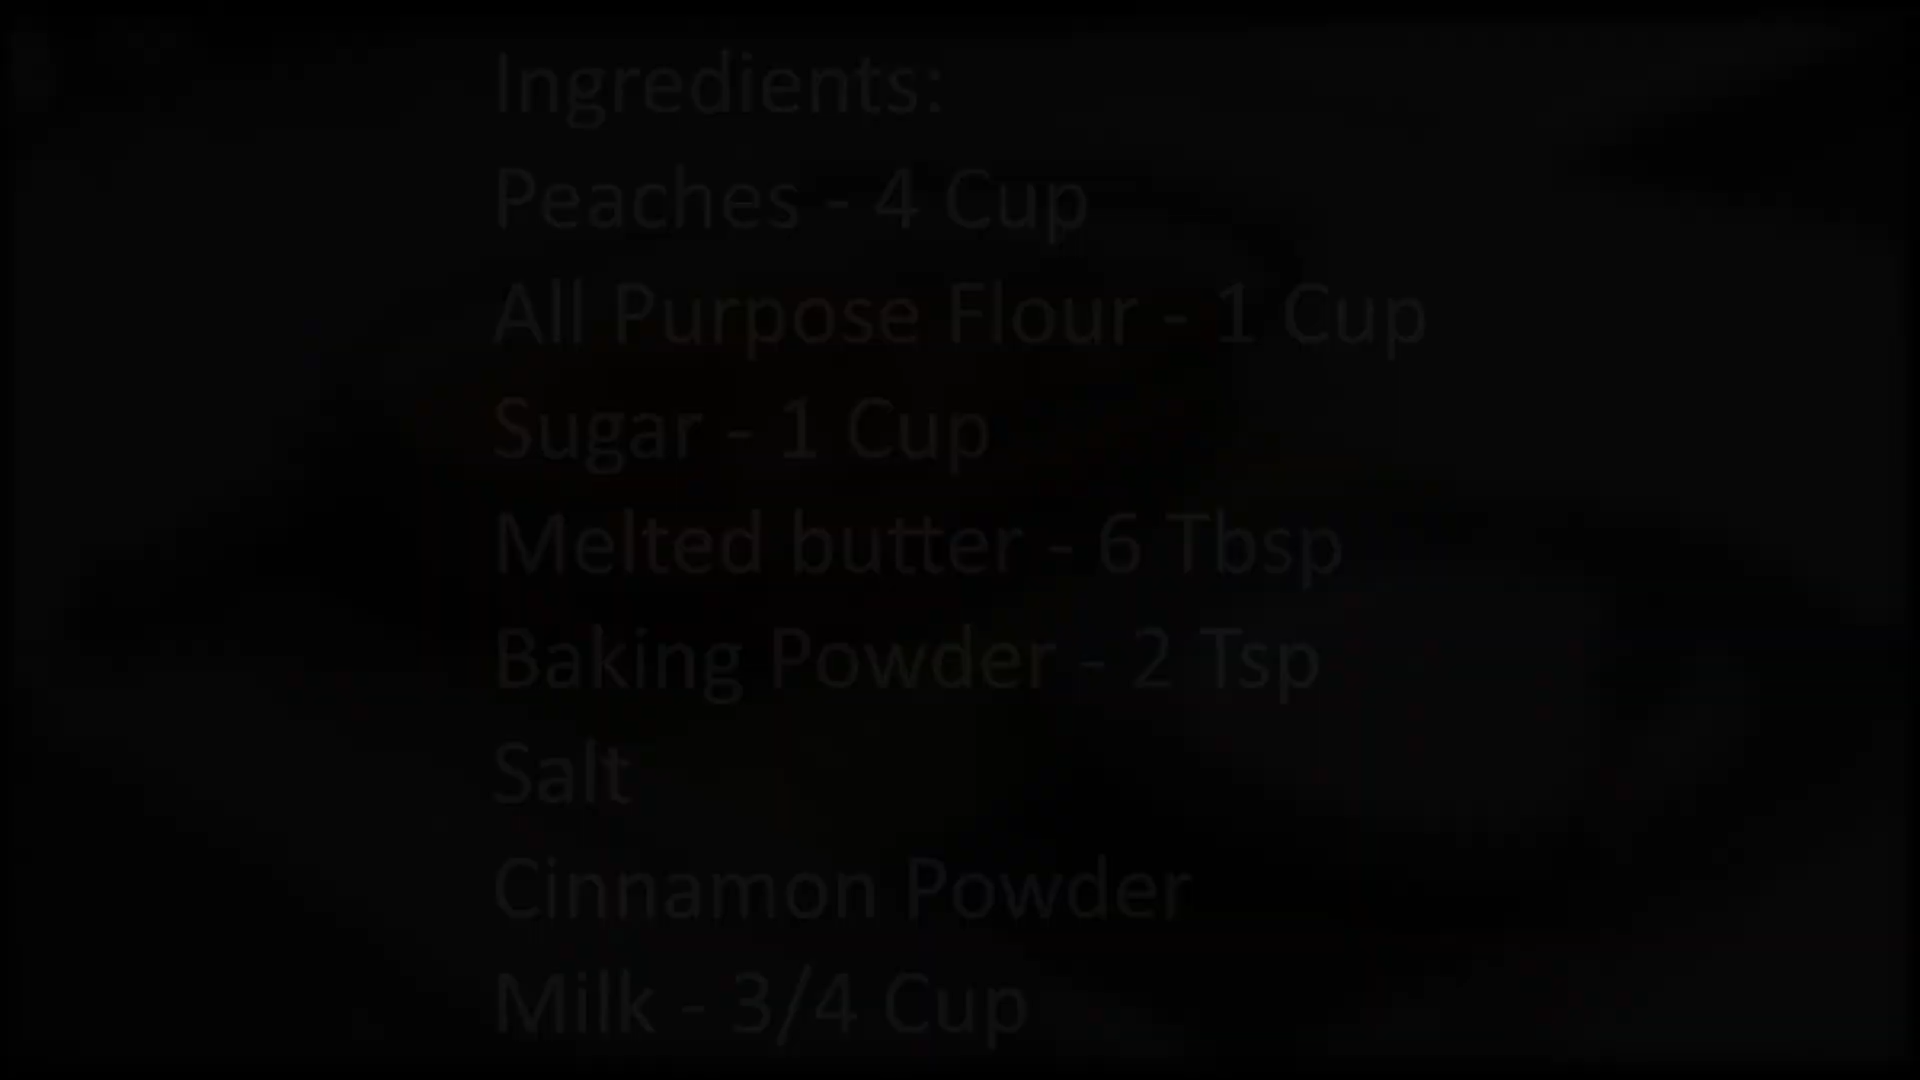 Ingredients:
Peaches - 4 Cup
All Purpose Flour - 1 Cup
Sugar - 1 Cup
Melted butter - 6 Tbsp
Baking Powder - 2 Tsp
Salt
Cinnamon Powder
Milk - 3/4 Cup